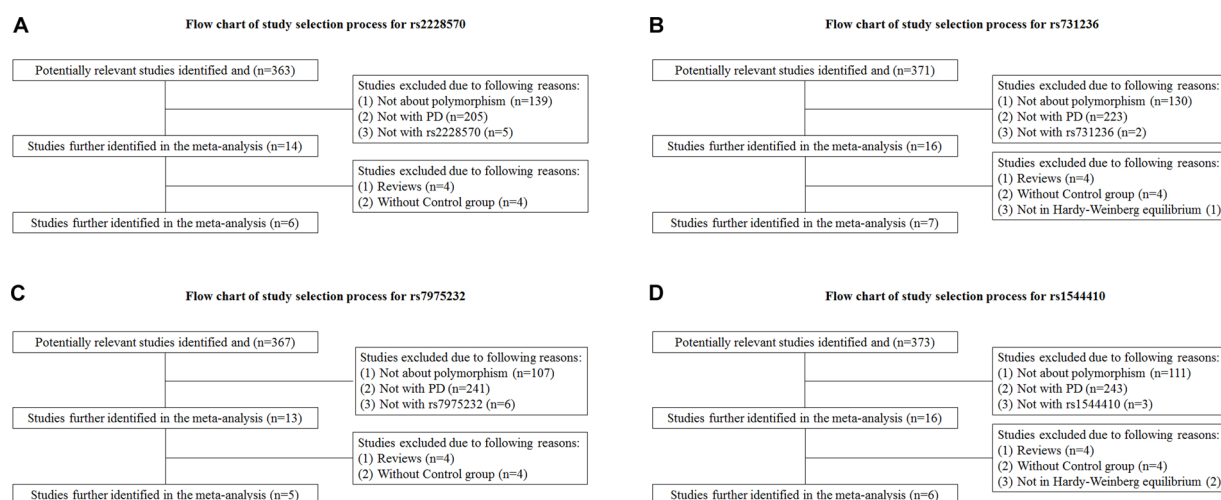 A
Flow chart of study selection process for rs2228570
Potentially relevant studies identified and (n=363)
Studies excluded due to following reasons:
(1) Not about polymorphism (n=139)
(2) Not with PD (n=205)
(3) Not with rs2228570 (n=5)
Studies further identified in the meta-analysis (n=14)
Studies excluded due to following reasons:
(1) Reviews (n=4)
(2) Without Control group (n=4)
Studies further identified in the meta-analysis (n=6)
B
Flow chart of study selection process for rs731236
Potentially relevant studies identified and (n=371)
Studies excluded due to following reasons:
(1) Not about polymorphism (n=130)
(2) Not with PD (n=223)
(3) Not with rs731236 (n=2)
Studies further identified in the meta-analysis (n=16)
Studies excluded due to following reasons:
(1) Reviews (n=4)
(2) Without Control group (n=4)
(3) Not in Hardy-Weinberg equilibrium (1)
Studies further identified in the meta-analysis (n=7)
C
Flow chart of study selection process for rs7975232
Potentially relevant studies identified and (n=367)
Studies excluded due to following reasons:
(1) Not about polymorphism (n=107)
(2) Not with PD (n=241)
(3) Not with rs7975232 (n=6)
Studies further identified in the meta-analysis (n=13)
Studies excluded due to following reasons:
(1) Reviews (n=4)
(2) Without Control group (n=4)
Studies further identified in the meta-analysis (n=5)
D
Flow chart of study selection process for rs1544410
Potentially relevant studies identified and (n=373)
Studies excluded due to following reasons:
(1) Not about polymorphism (n=111)
(2) Not with PD (n=243)
(3) Not with rs1544410 (n=3)
Studies further identified in the meta-analysis (n=16)
Studies excluded due to following reasons:
(1) Reviews (n=4)
(2) Without Control group (n=4)
(3) Not in Hardy-Weinberg equilibrium (2)
Studies further identified in the meta-analysis (n=6)